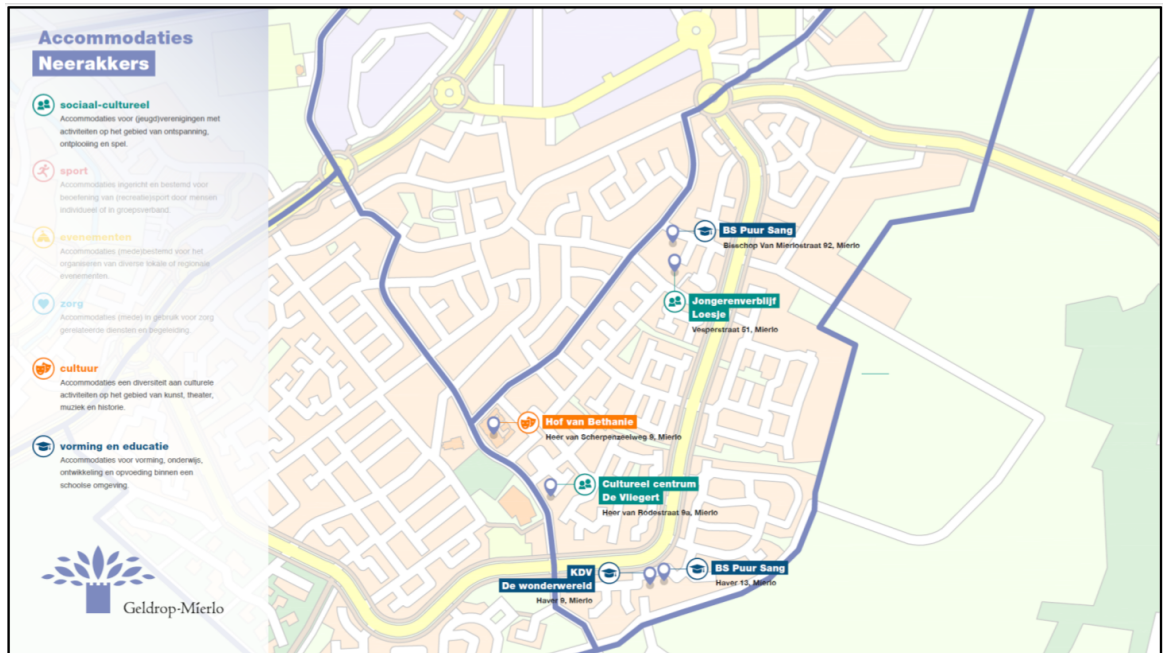 Accommodaties
Neerakkers
sociaal-cultureel
Accommodaties voor (jeugd)verenigingen met
activiteiten op het gebied van ontspanning,
ontplooiing en spel.
sport
Accommodaties ingericht en bestemd voor
beoefening van (recreatie)sport door mensen
individueel of in groepsverband.
evenementen
Accommodaties (mede)bestemd voor het
organiseren van diverse lokale of regionale
evenementen.
zorg
Accommodaties (mede) in gebruik voor zorg
gerelateerde diensten en begeleiding.
cultuur
Accommodaties een diversiteit aan culturele
activiteiten op het gebied van kunst, theater,
muziek en historie.
vorming en educatie
Accommodaties voor vorming, onderwijs,
ontwikkeling en opvoeding binnen een
schoolse omgeving.
Geldrop-Mierlo
BS Puur Sang
Bisschop Van Mierlostraat 92, Mierlo
Jongerenverblijf
Loesje
Vesperstraat 51, Mierlo
Hof van Bethanie
Heer van Scherpenzeelweg 9, Mierlo
Cultureel centrum
De Vliegert
Heer van Rodestraat 9a, Mierlo
KDV
De wonderwereld
Haver 9, Mierlo
BS Puur Sang
Haver 13, Mierlo